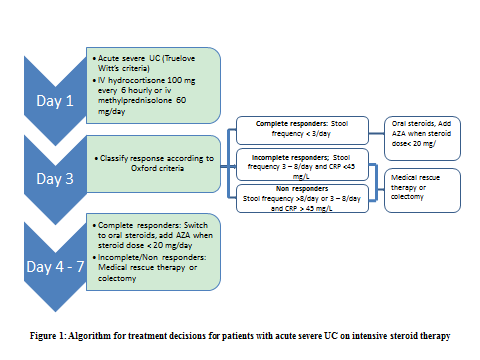 Day 1
• Acute severe UC (Truelove
Witt's criteria)
• IV hydrocortisone 100 mg
every 6 hourly or iv
methylprednisolone 60
mg/day
Day 3
• Classify response according to
Oxford criteria
Complete responders: Stool
frequency < 3/day
Oral steroids, Add
AZA when steroid
dose< 20 mg/
Incomplete responders; Stool
frequency 3 – 8/day and CRP <45
mg/L
Non responders
Stool frequency >8/day or 3 – 8/day
and CRP > 45 mg/L
Medical rescue
therapy or
colectomy
Day 4 - 7
• Complete responders: Switch
to oral steroids, add AZA when
steroid dose < 20 mg/day
• Incomplete/Non responders:
Medical rescue therapy or
colectomy
Figure 1: Algorithm for treatment decisions for patients with acute severe UC on intensive steroid therapy